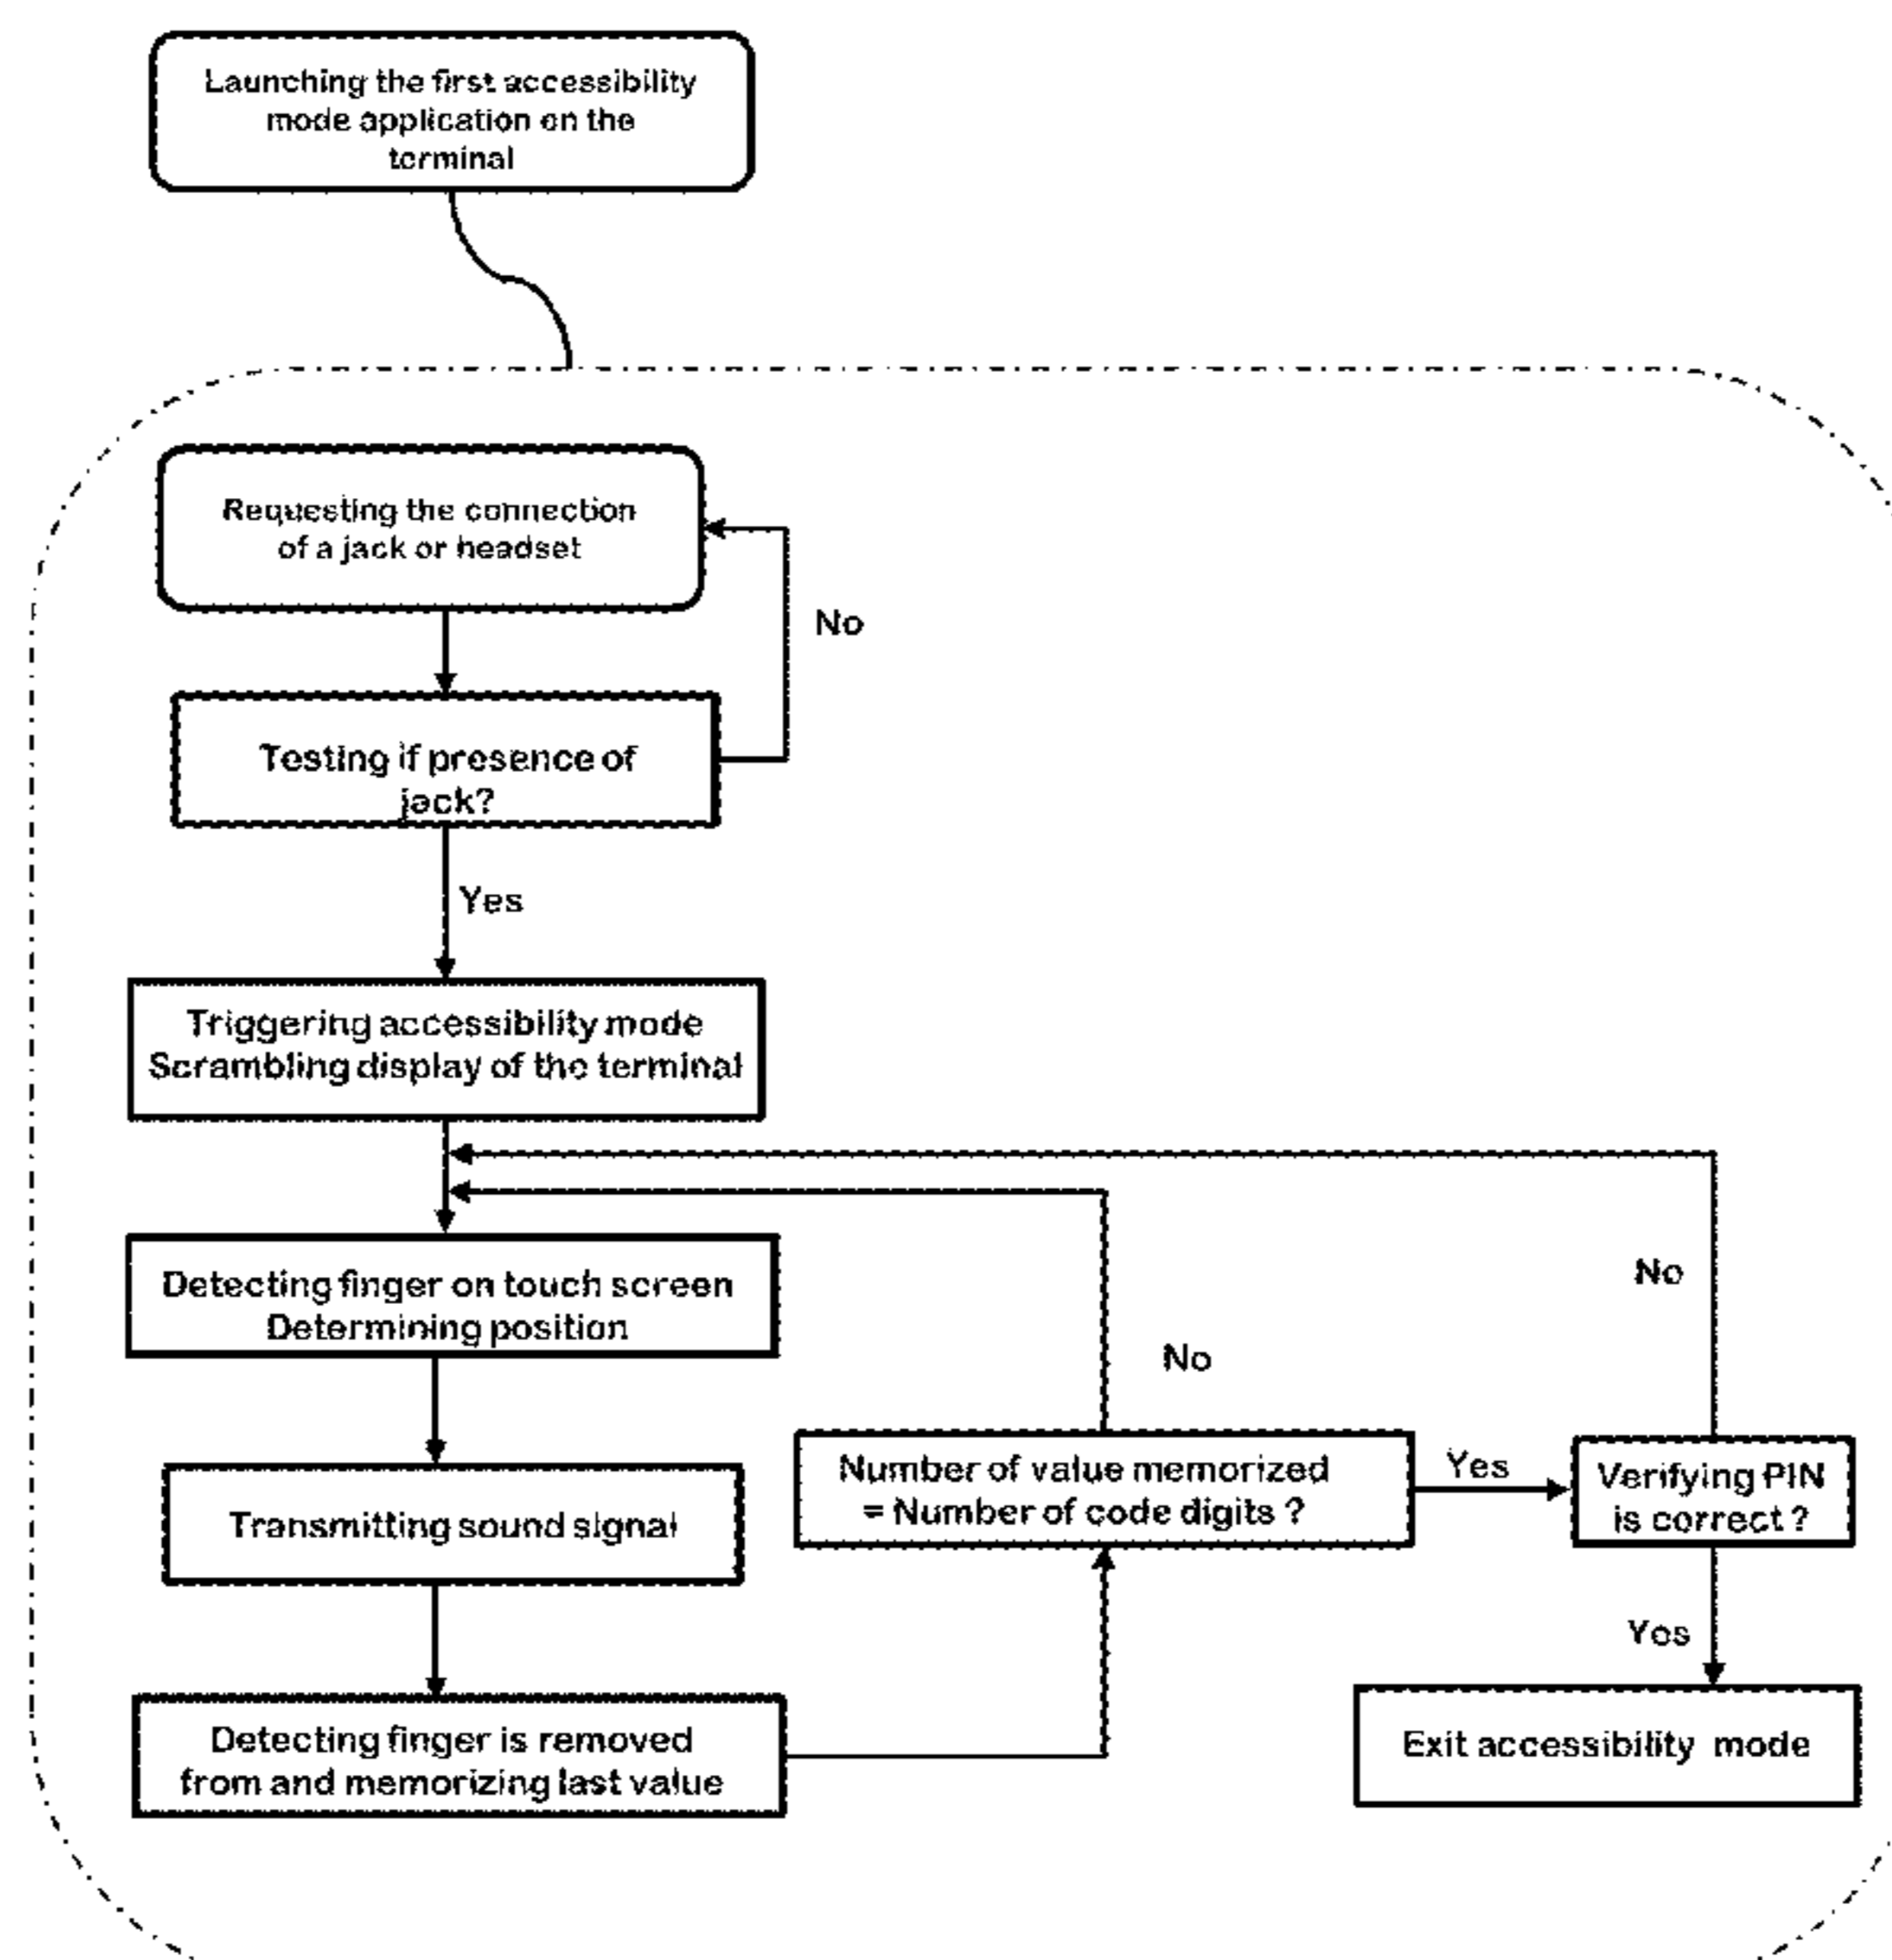 Launching the first accessibility
mode application on the
terminal
Requesting the connection
of a jack or headset
No
Testing if presence of
jack?
Yes
Triggering accessibility mode
Scrambling display of the terminal
Detecting finger on touch screen
Determining position
No
No
Transmitting sound signal
Number of value memorized
= Number of code digits ?
Yes
Verifying PIN
is correct ?
Yes
Detecting finger is removed
from and memorizing last value
Exit accessibility mode